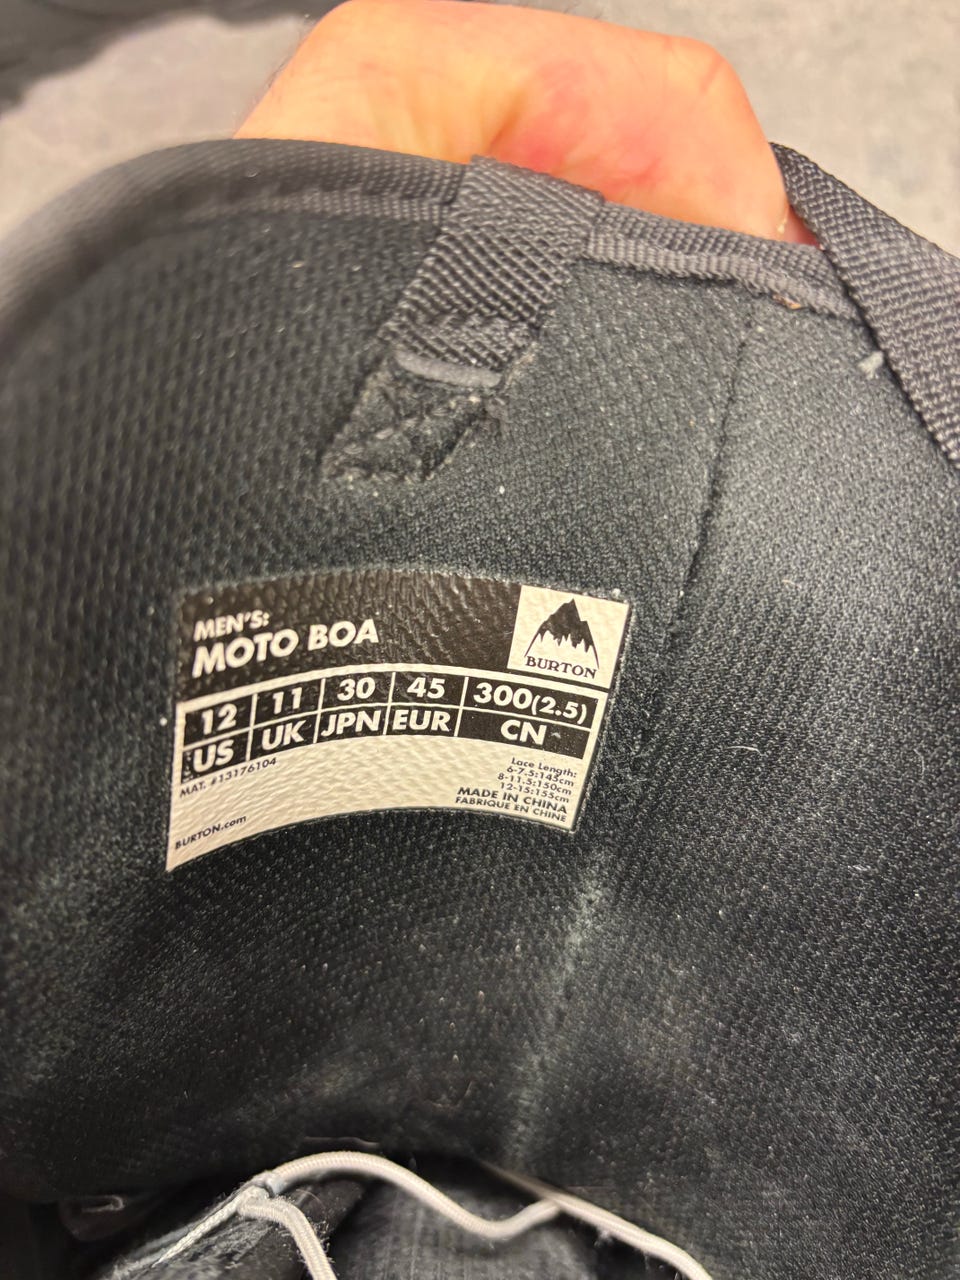 MEN'S:
MOTO BOA
BURTON
12 11 30 45 300(2.5)
US UK JPN EUR CN
MAT. #13176104
Lace Length:
6-7.5:145cm
8-11.5:150cm
12-15:155cm
MADE IN CHINA
FABRIQUE EN CHINE
BURTON.com